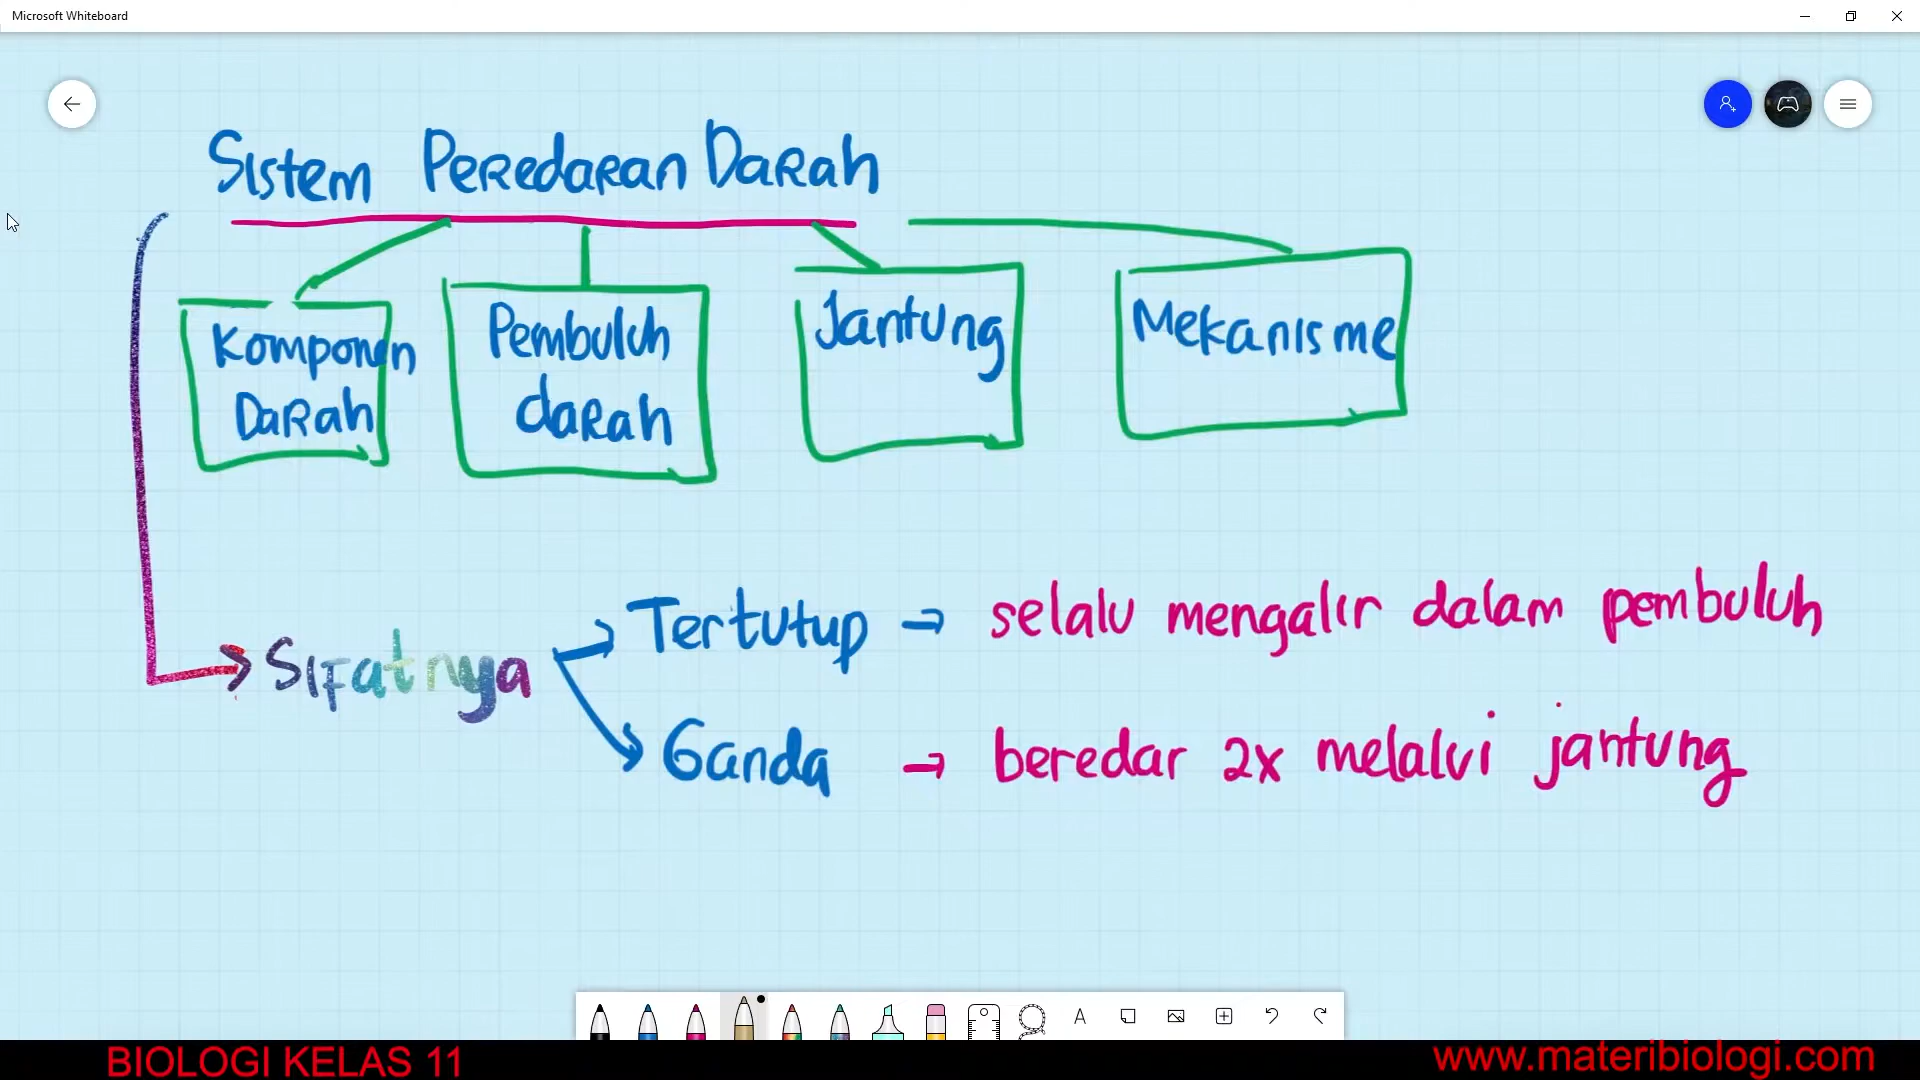 Microsoft Whiteboard
Sistem Peredaran Darah
Komponen
Darah
Pembuluh
darah
Jantung
Mekanisme
Sifatnya
Tertutup → selalu mengalir dalam pembuluh
Ganda → beredar 2x melalui jantung
A
BIOLOGI KELAS 11
www.materibiologi.com